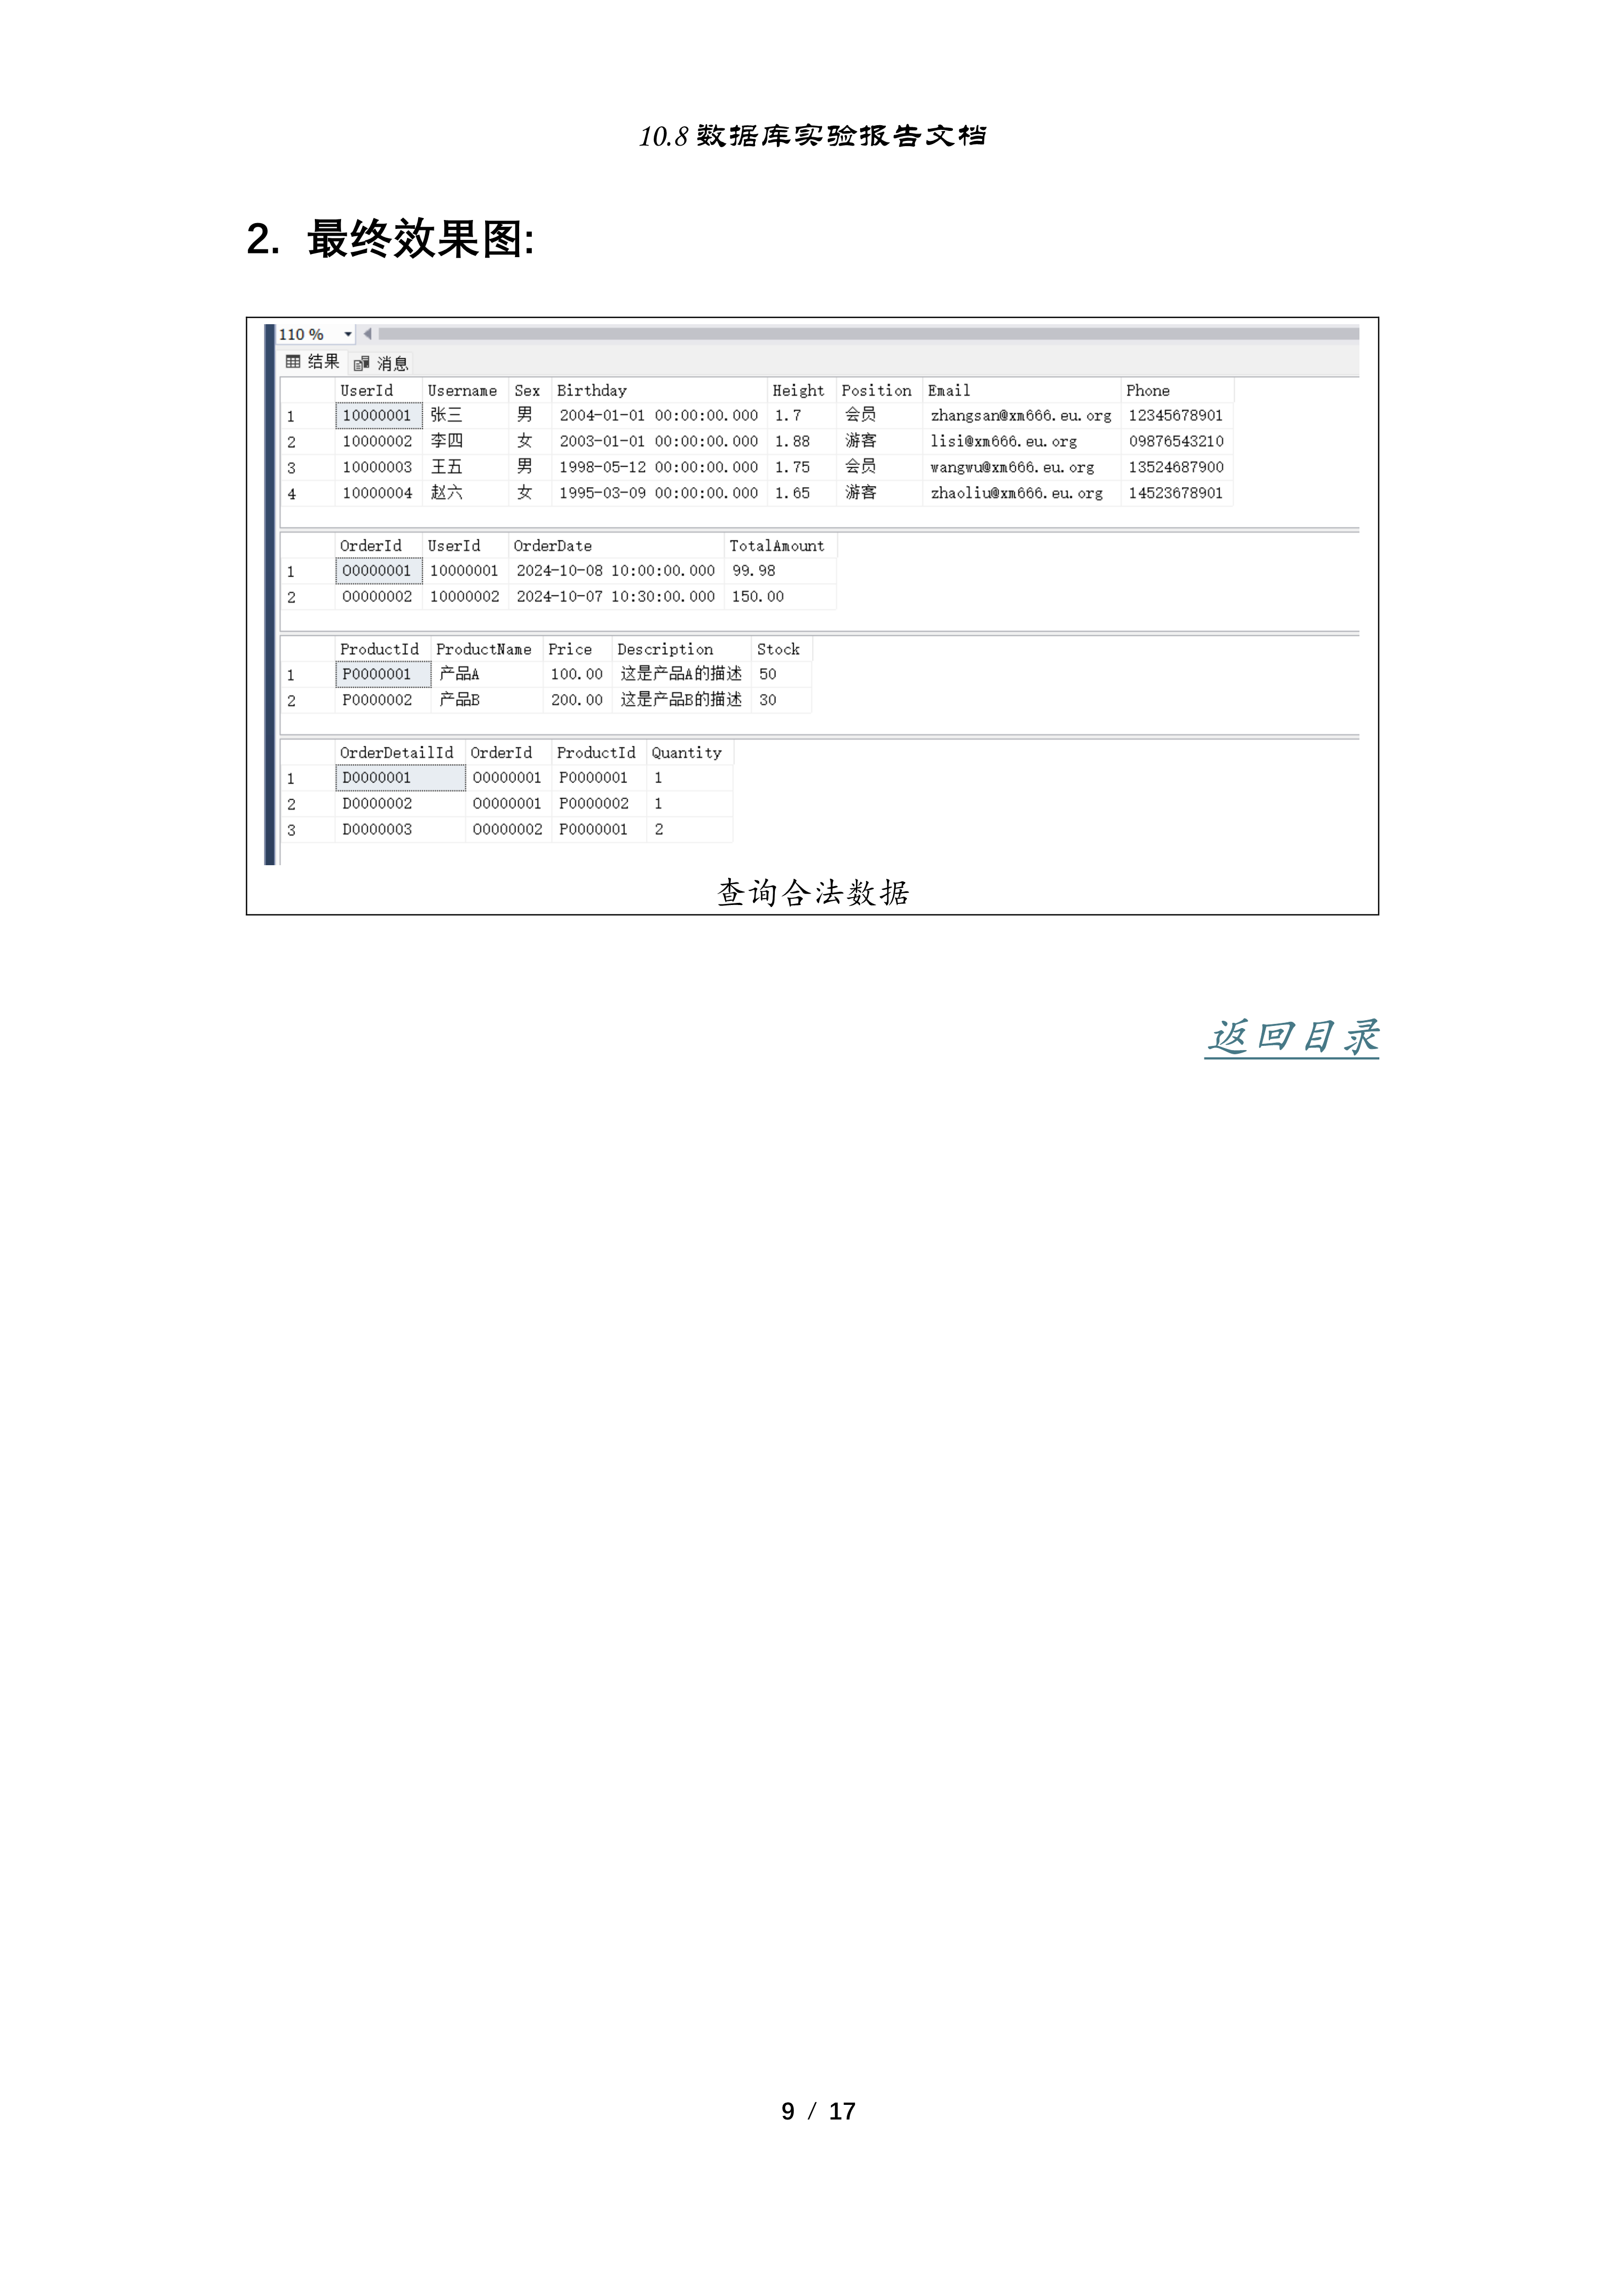 10.8 数据库实验报告文档
2. 最终效果图:
110 %
结果 消息
UserId Username Sex Birthday Height Position Email Phone
1 10000001 张三 男 2004-01-01 00:00:00.000 1.7 会员 zhangsan@xm666.eu.org 12345678901
2 10000002 李四 女 2003-01-01 00:00:00.000 1.88 游客 lisi@xm666.eu.org 09876543210
3 10000003 王五 男 1998-05-12 00:00:00.000 1.75 会员 wangwu@xm666.eu.org 13524687900
4 10000004 赵六 女 1995-03-09 00:00:00.000 1.65 游客 zhaoliu@xm666.eu.org 14523678901
OrderId UserId OrderDate TotalAmount
1 O0000001 10000001 2024-10-08 10:00:00.000 99.98
2 O0000002 10000002 2024-10-07 10:30:00.000 150.00
ProductId ProductName Price Description Stock
1 P0000001 产品A 100.00 这是产品A的描述 50
2 P0000002 产品B 200.00 这是产品B的描述 30
OrderDetailId OrderId ProductId Quantity
1 D0000001 O0000001 P0000001 1
2 D0000002 O0000001 P0000002 1
3 D0000003 O0000002 P0000001 2
查询合法数据
返回目录
9 / 17